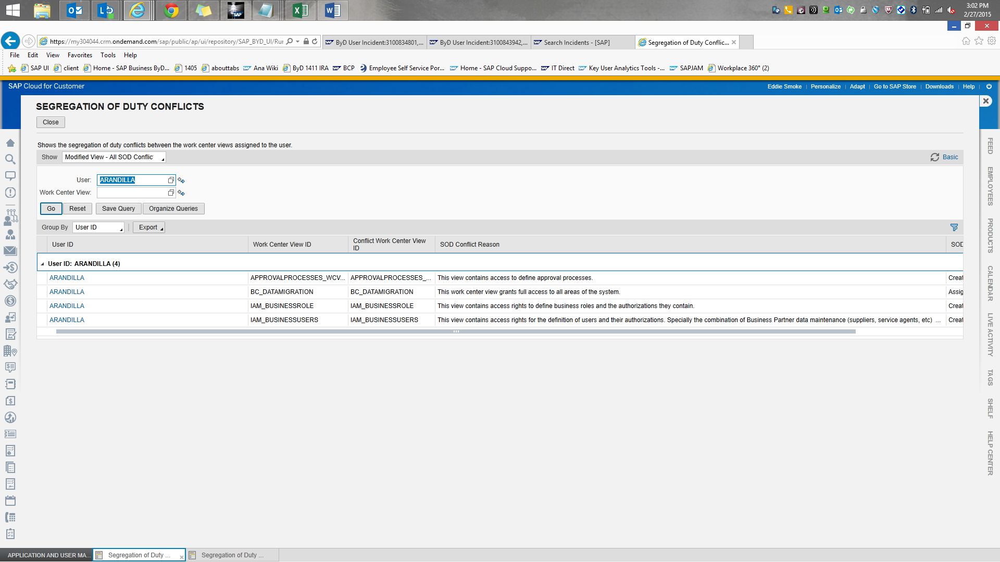 3:02 PM
2/27/2015
https://my304044.crm.ondemand.com/sap/public/ap/ui/repository/SAP_BYD_UI/Rur
ByD User Incident:3100834801,...
ByD User Incident:3100843942,...
Search Incidents - [SAP]
Segregation of Duty Conflic...
File Edit View Favorites Tools Help
SAP UI client Home - SAP Business ByD... 1405 abouttabs Ana Wiki ByD 1411 IRA BCP Employee Self Service Por... Home - SAP Cloud Suppo... IT Direct Key User Analytics Tools -... SAPJAM Workplace 360° (2)
SAP Cloud for Customer
Eddie Smoke | Personalize | Adapt | Go to SAP Store | Downloads | Help
SEGREGATION OF DUTY CONFLICTS
Close
Shows the segregation of duty conflicts between the work center views assigned to the user.
Show Modified View - All SOD Conflic
Basic
User: ARANDILLA
Work Center View:
Go Reset Save Query Organize Queries
Group By User ID Export
User ID Work Center View ID Conflict Work Center View ID SOD Conflict Reason SOD
User ID: ARANDILLA (4)
ARANDILLA APPROVALPROCESSES_WCV... APPROVALPROCESSES_... This view contains access to define approval processes. Creat
ARANDILLA BC_DATAMIGRATION BC_DATAMIGRATION This work center view grants full access to all areas of the system. Assig
ARANDILLA IAM_BUSINESSROLE IAM_BUSINESSROLE This view contains access rights to define business roles and the authorizations they contain. Creat
ARANDILLA IAM_BUSINESSUSERS IAM_BUSINESSUSERS This view contains access rights for the definition of users and their authorizations. Specially the combination of Business Partner data maintenance (suppliers, service agents, etc) ... Creat
FEED
EMPLOYEES
PRODUCTS
CALENDAR
LIVE ACTIVITY
TAGS
SHELF
HELP CENTER
APPLICATION AND USER MA...
Segregation of Duty ...
Segregation of Duty ...